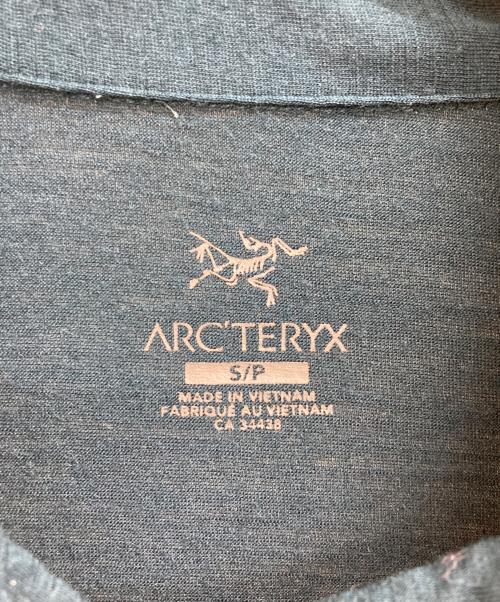 ARC'TERYX
S/P
MADE IN VIETNAM
FABRIQUÉ AU VIETNAM
CA 34438